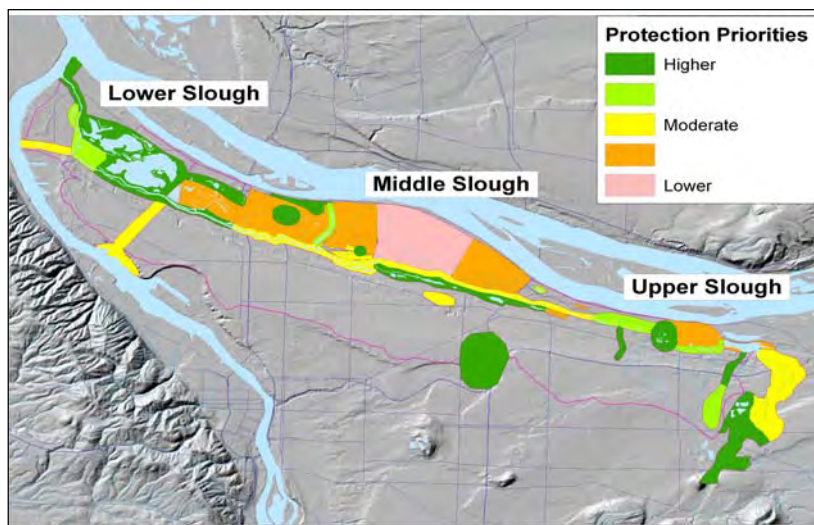 Protection Priorities
Higher
Moderate
Lower
Lower Slough
Middle Slough
Upper Slough